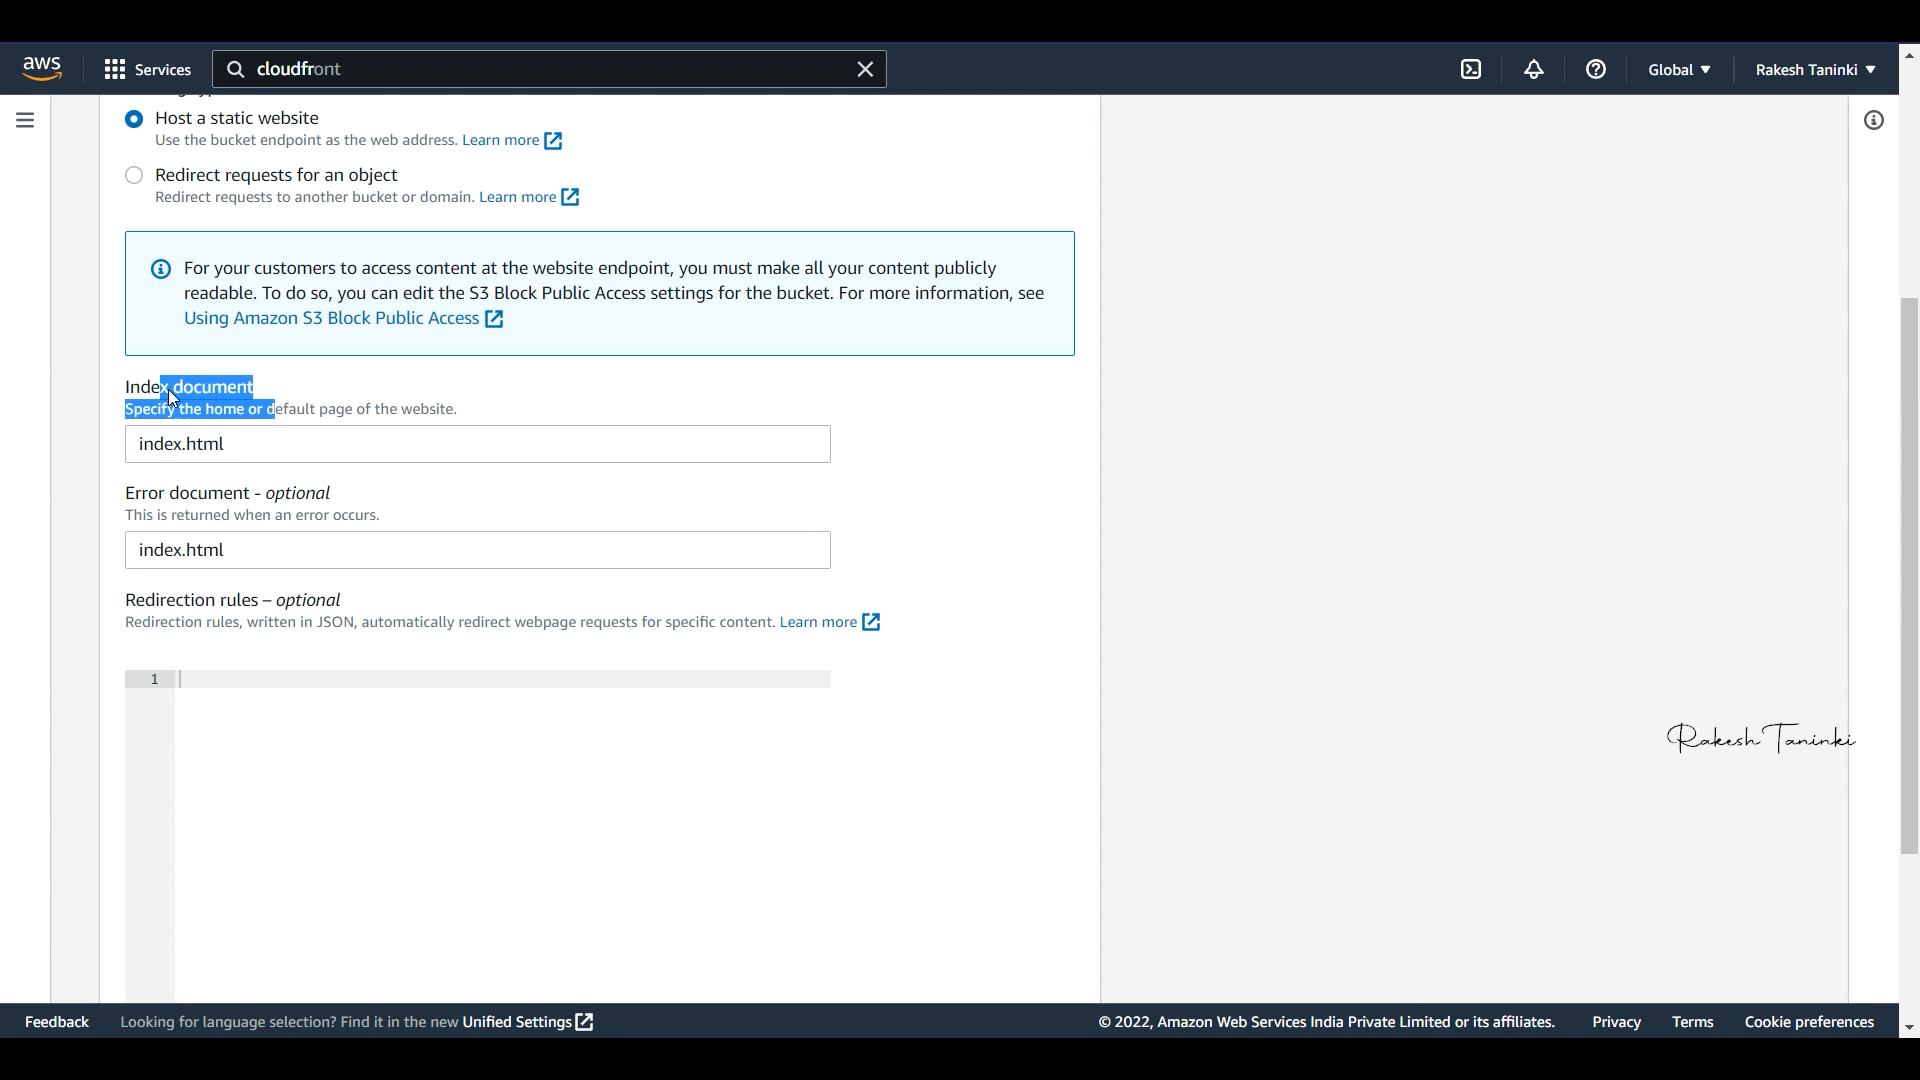 aws
Services
cloudfront
Global
Rakesh Taninki
Host a static website
Use the bucket endpoint as the web address. Learn more
Redirect requests for an object
Redirect requests to another bucket or domain. Learn more
For your customers to access content at the website endpoint, you must make all your content publicly
readable. To do so, you can edit the S3 Block Public Access settings for the bucket. For more information, see
Using Amazon S3 Block Public Access
Index document
Specify the home or default page of the website.
index.html
Error document - optional
This is returned when an error occurs.
index.html
Redirection rules – optional
Redirection rules, written in JSON, automatically redirect webpage requests for specific content. Learn more
1
Rakesh Taninki
Feedback
Looking for language selection? Find it in the new Unified Settings
© 2022, Amazon Web Services India Private Limited or its affiliates.
Privacy
Terms
Cookie preferences